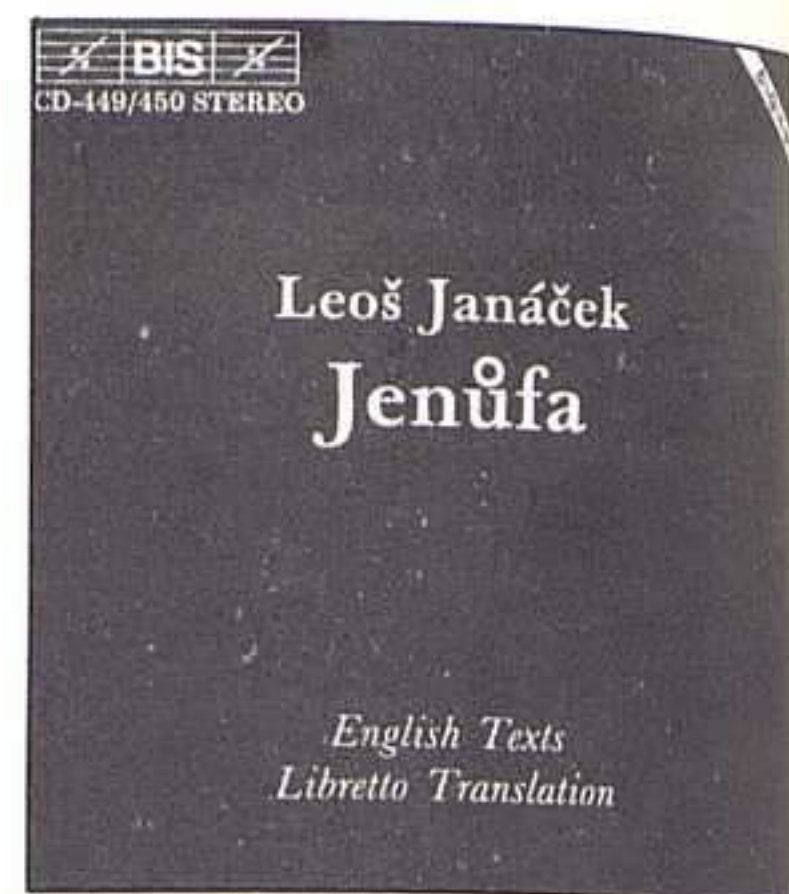 BIS
CD-449/450 STEREO
Leoš Janáček
Jenůfa
English Texts
Libretto Translation